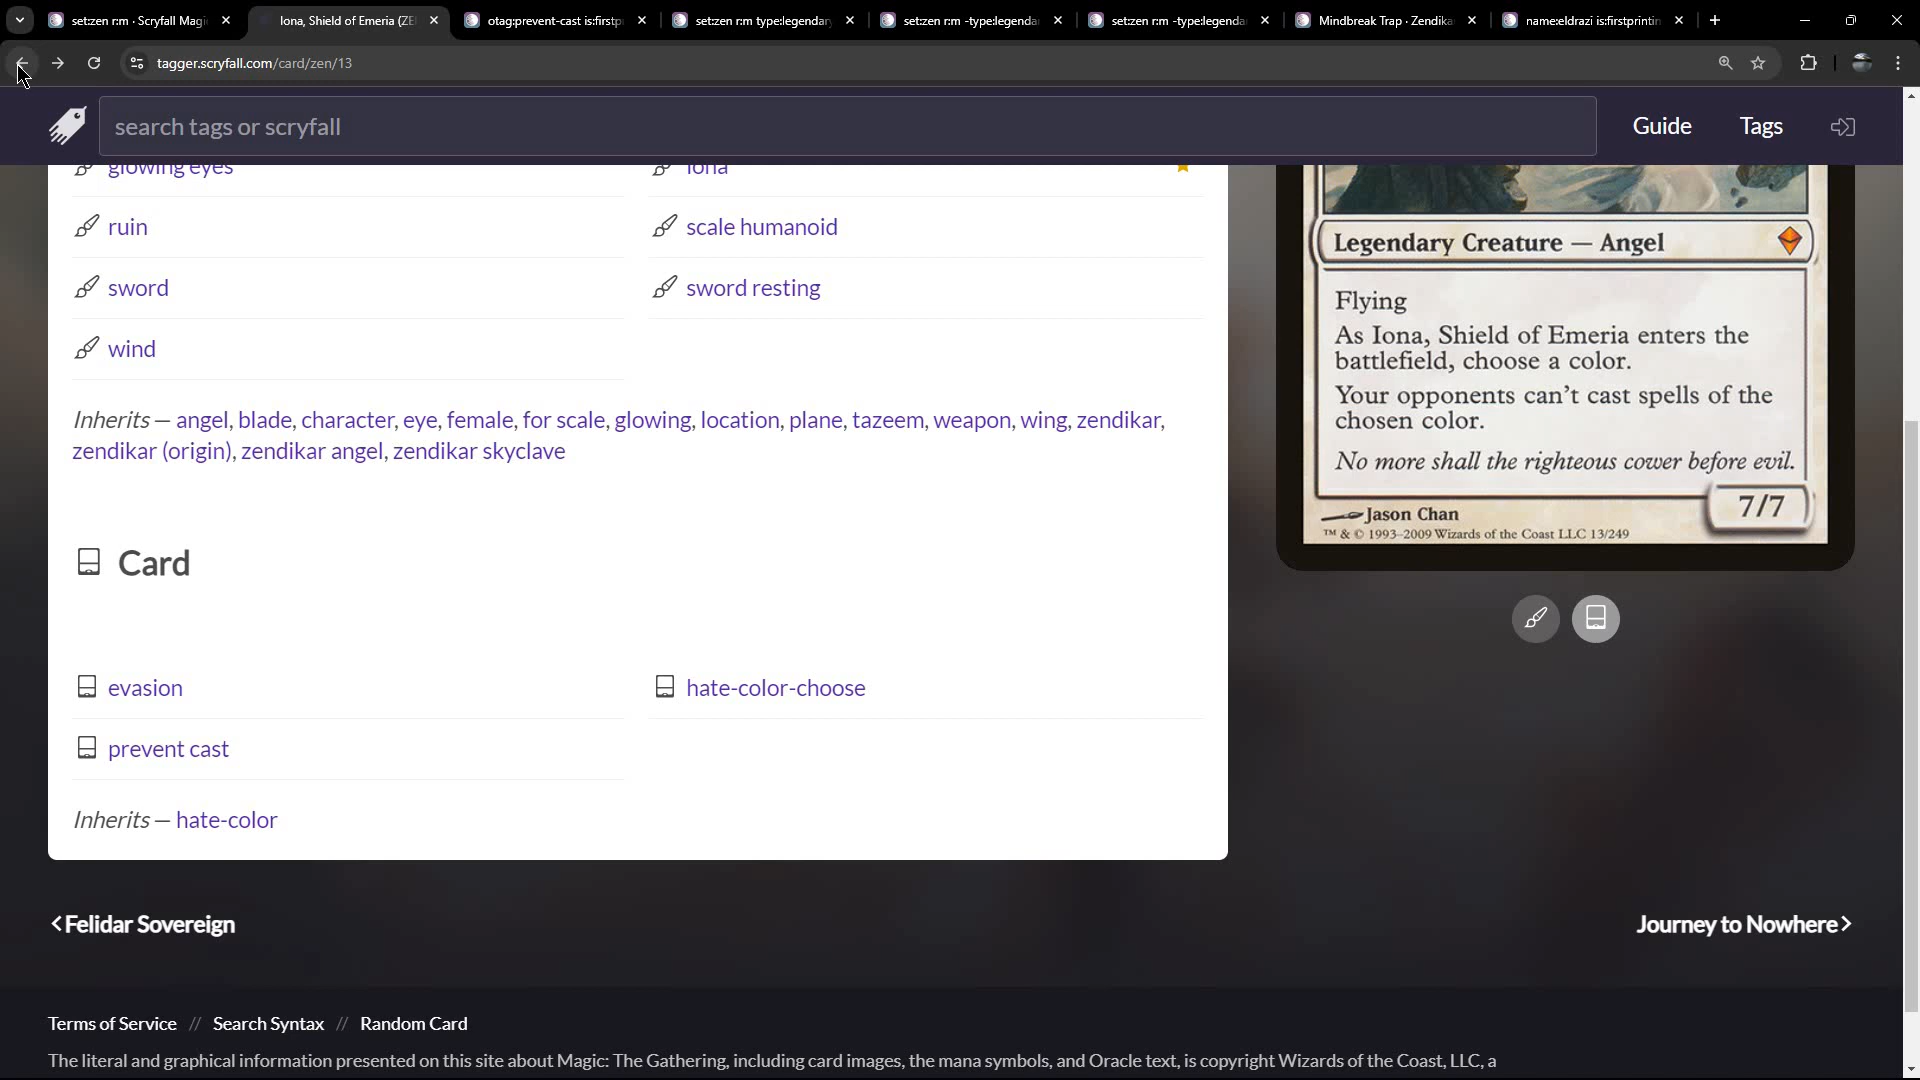 set:zen r:m · Scryfall Magi
Iona, Shield of Emeria (ZE
otag:prevent-cast is:firstp
set:zen r:m type:legendary
set:zen r:m -type:legenda
set:zen r:m -type:legenda
Mindbreak Trap · Zendika
name:eldrazi is:firstprintin
tagger.scryfall.com/card/zen/13
search tags or scryfall
Guide
Tags
glowing eyes
Iona
ruin
scale humanoid
sword
sword resting
wind
Inherits — angel, blade, character, eye, female, for scale, glowing, location, plane, tazeem, weapon, wing, zendikar,
zendikar (origin), zendikar angel, zendikar skyclave
Card
evasion
hate-color-choose
prevent cast
Inherits — hate-color
Legendary Creature — Angel
Flying
As Iona, Shield of Emeria enters the
battlefield, choose a color.
Your opponents can't cast spells of the
chosen color.
No more shall the righteous cower before evil.
7/7
Jason Chan
™ & © 1993–2009 Wizards of the Coast LLC 13/249
<Felidar Sovereign
Journey to Nowhere>
Terms of Service // Search Syntax // Random Card
The literal and graphical information presented on this site about Magic: The Gathering, including card images, the mana symbols, and Oracle text, is copyright Wizards of the Coast, LLC, a